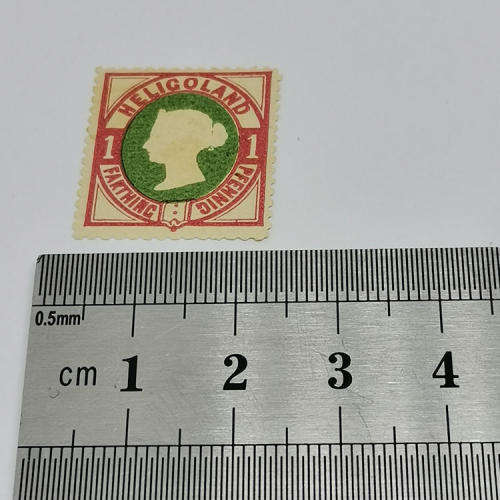 HELIGOLAND
1 1
FARTHING PFENNIG
0.5mm
cm 1 2 3 4